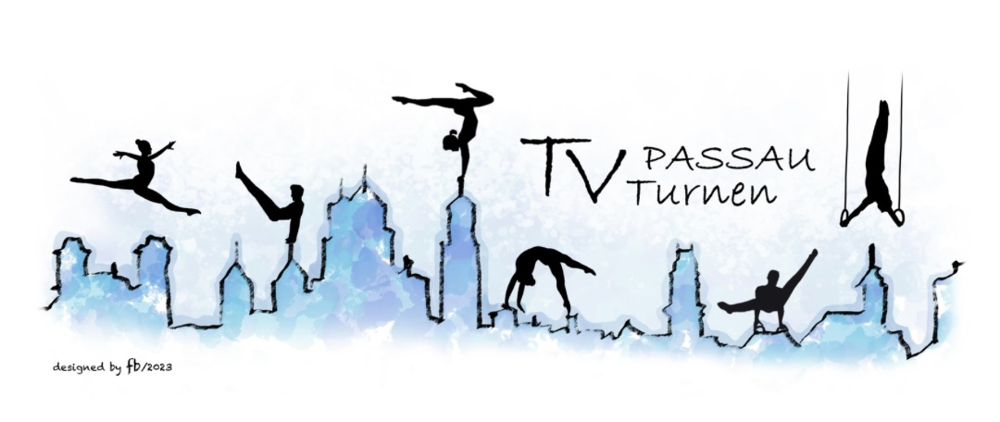 TV PASSAU
Turnen
designed by fb/2023